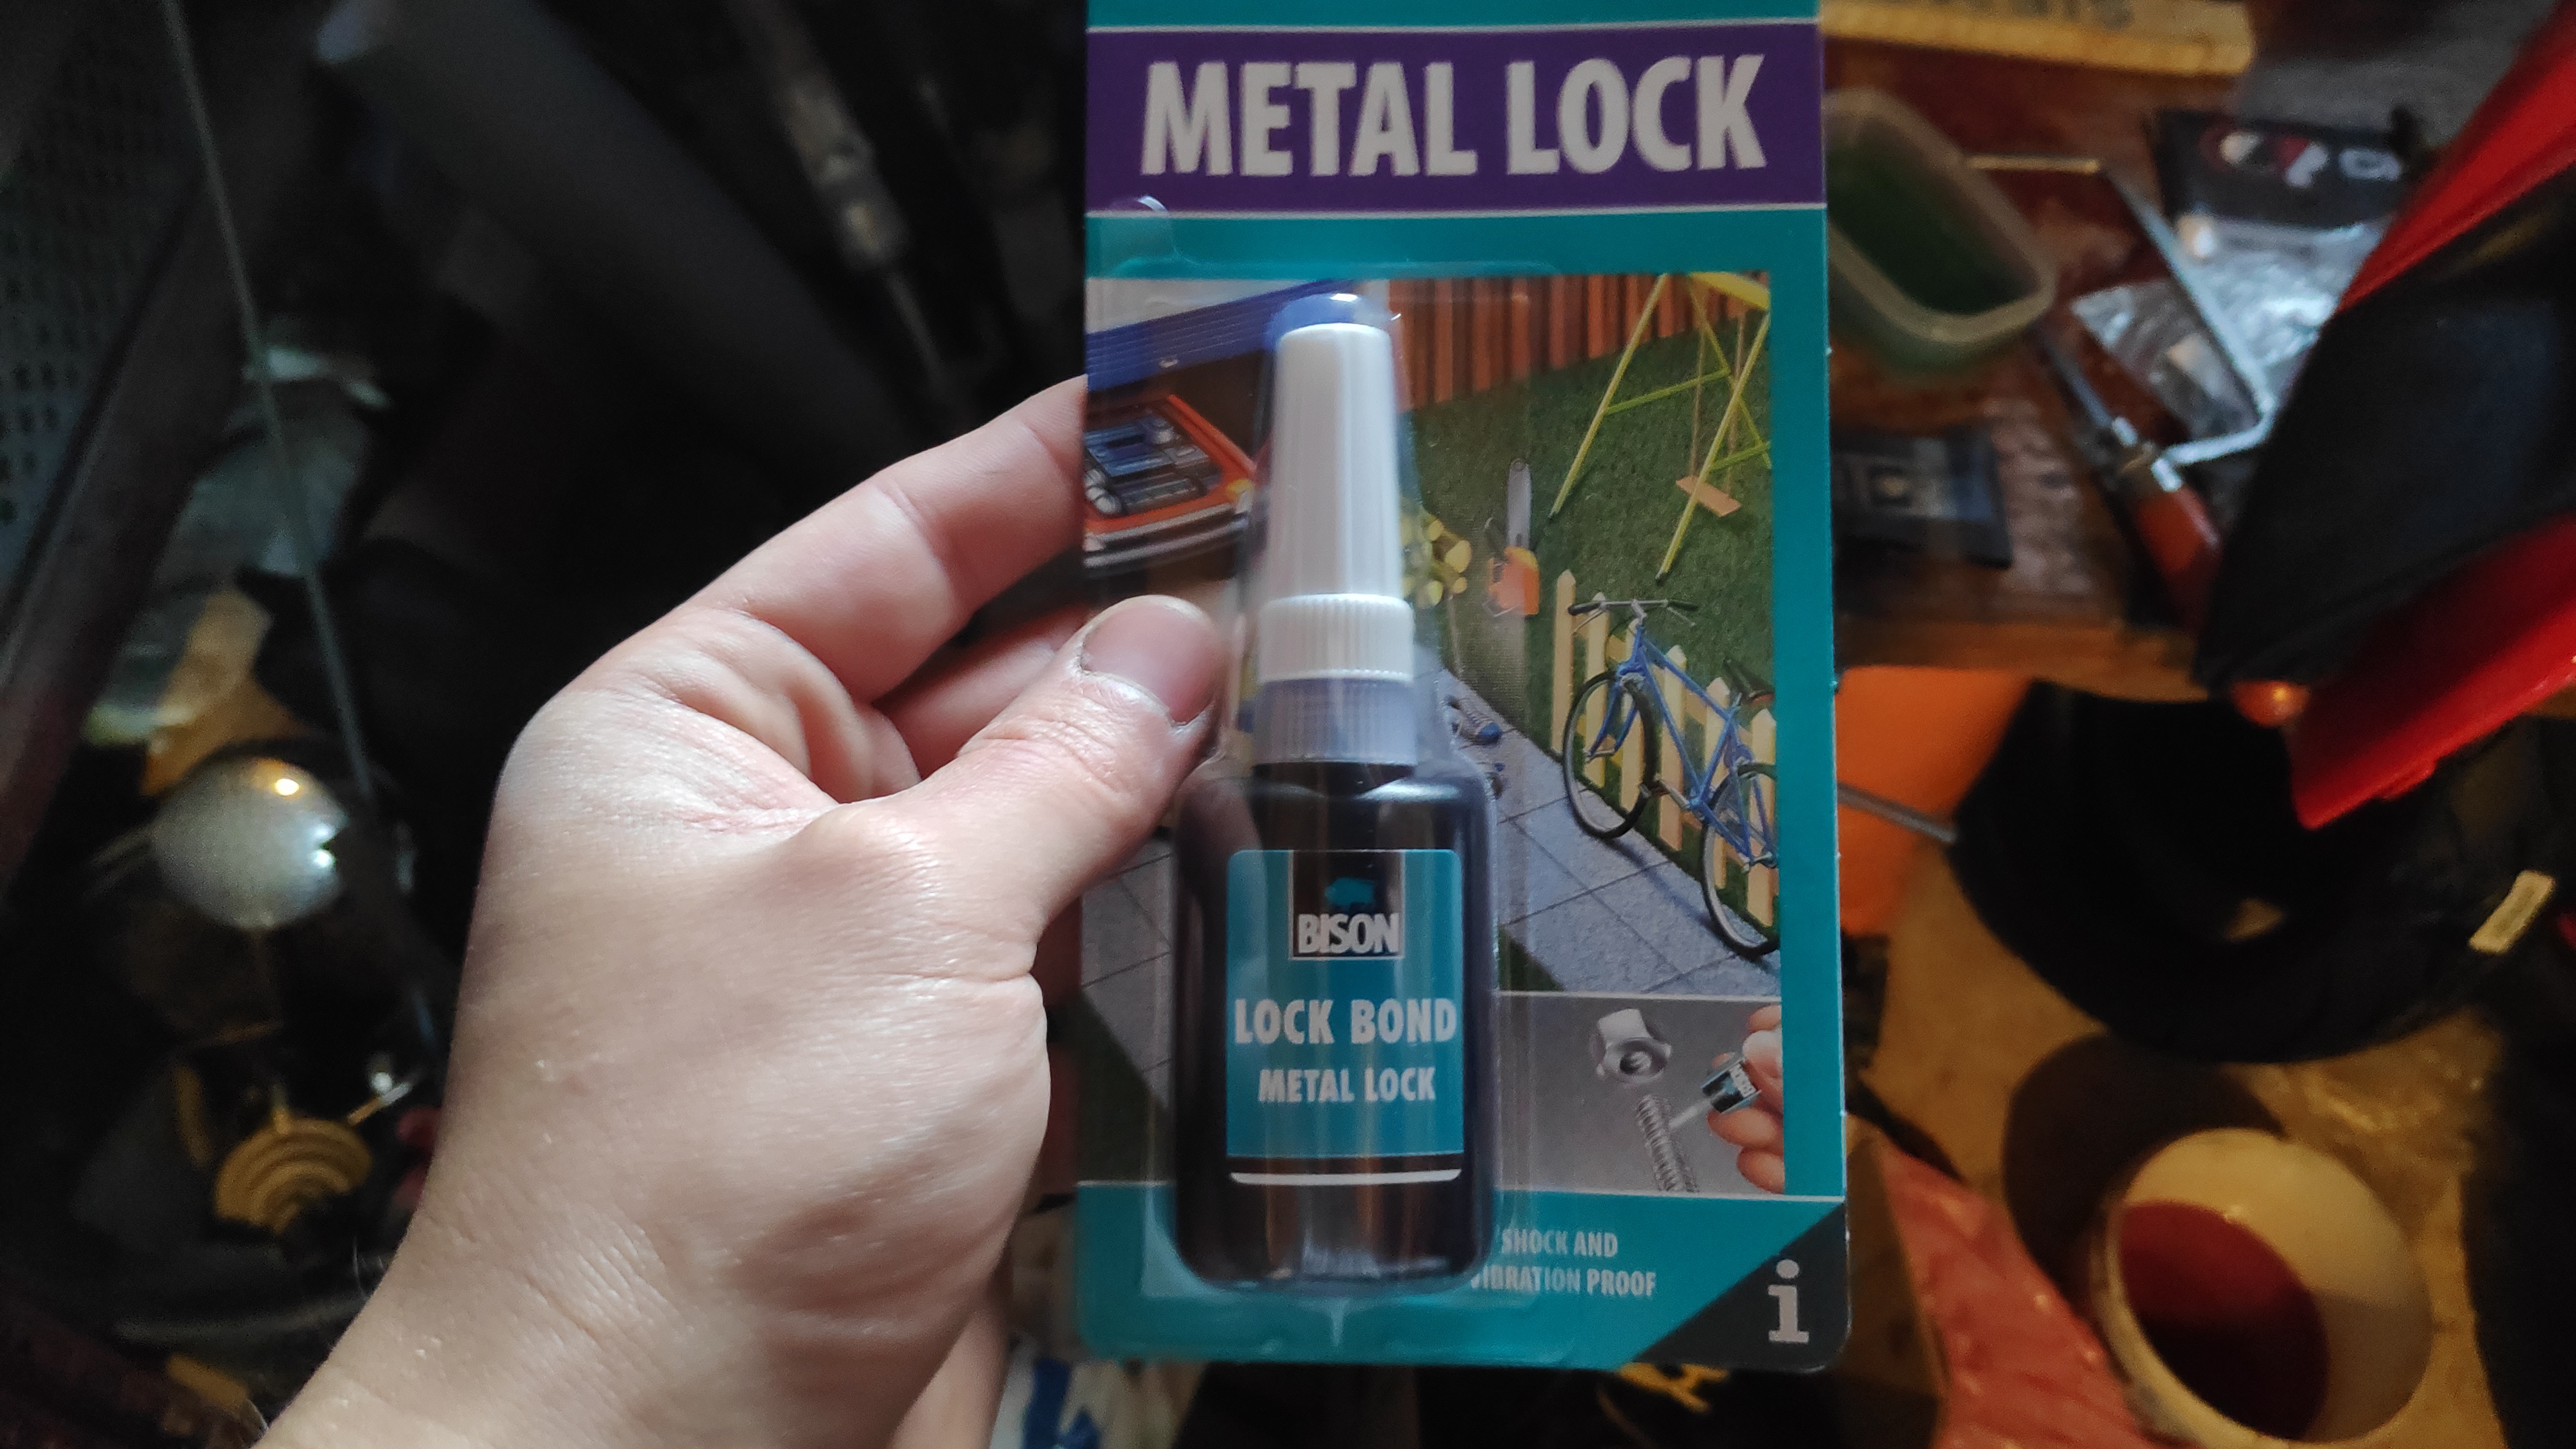 METAL LOCK
BISON
LOCK BOND
METAL LOCK
SHOCK AND
VIBRATION PROOF
i